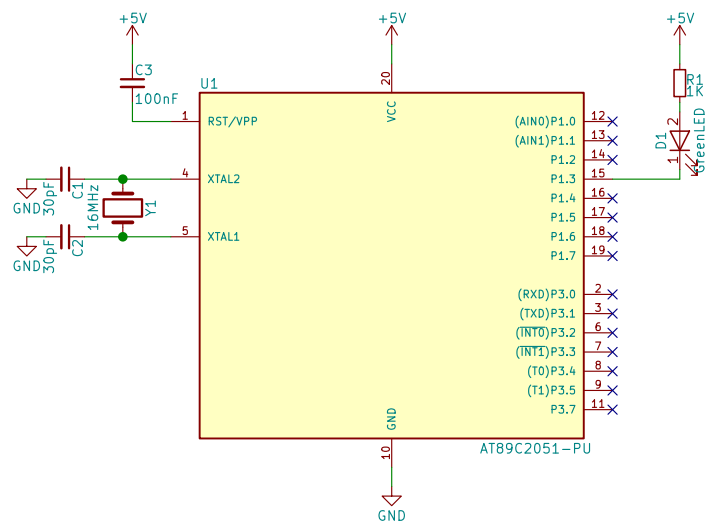 +5V
+5V
+5V
C3
100nF
U1
20
VCC
R1
1K
1
RST/VPP
(AIN0)P1.0
12
(AIN1)P1.1
13
P1.2
14
P1.3
15
P1.4
16
P1.5
17
P1.6
18
P1.7
19
2
D1
1
GreenLED
4
XTAL2
GND
30pF
C1
16MHz
Y1
5
XTAL1
GND
30pF
C2
(RXD)P3.0
2
(TXD)P3.1
3
(INT0)P3.2
6
(INT1)P3.3
7
(T0)P3.4
8
(T1)P3.5
9
P3.7
11
GND
10
AT89C2051-PU
GND